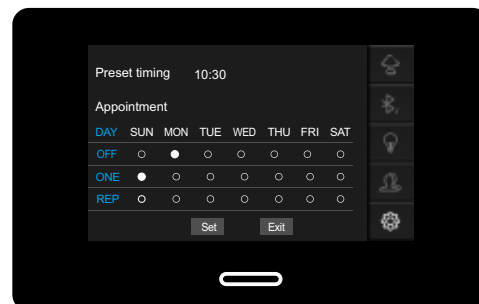 Preset timing 10:30
Appointment
DAY SUN MON TUE WED THU FRI SAT
OFF
ONE
REP
Set Exit